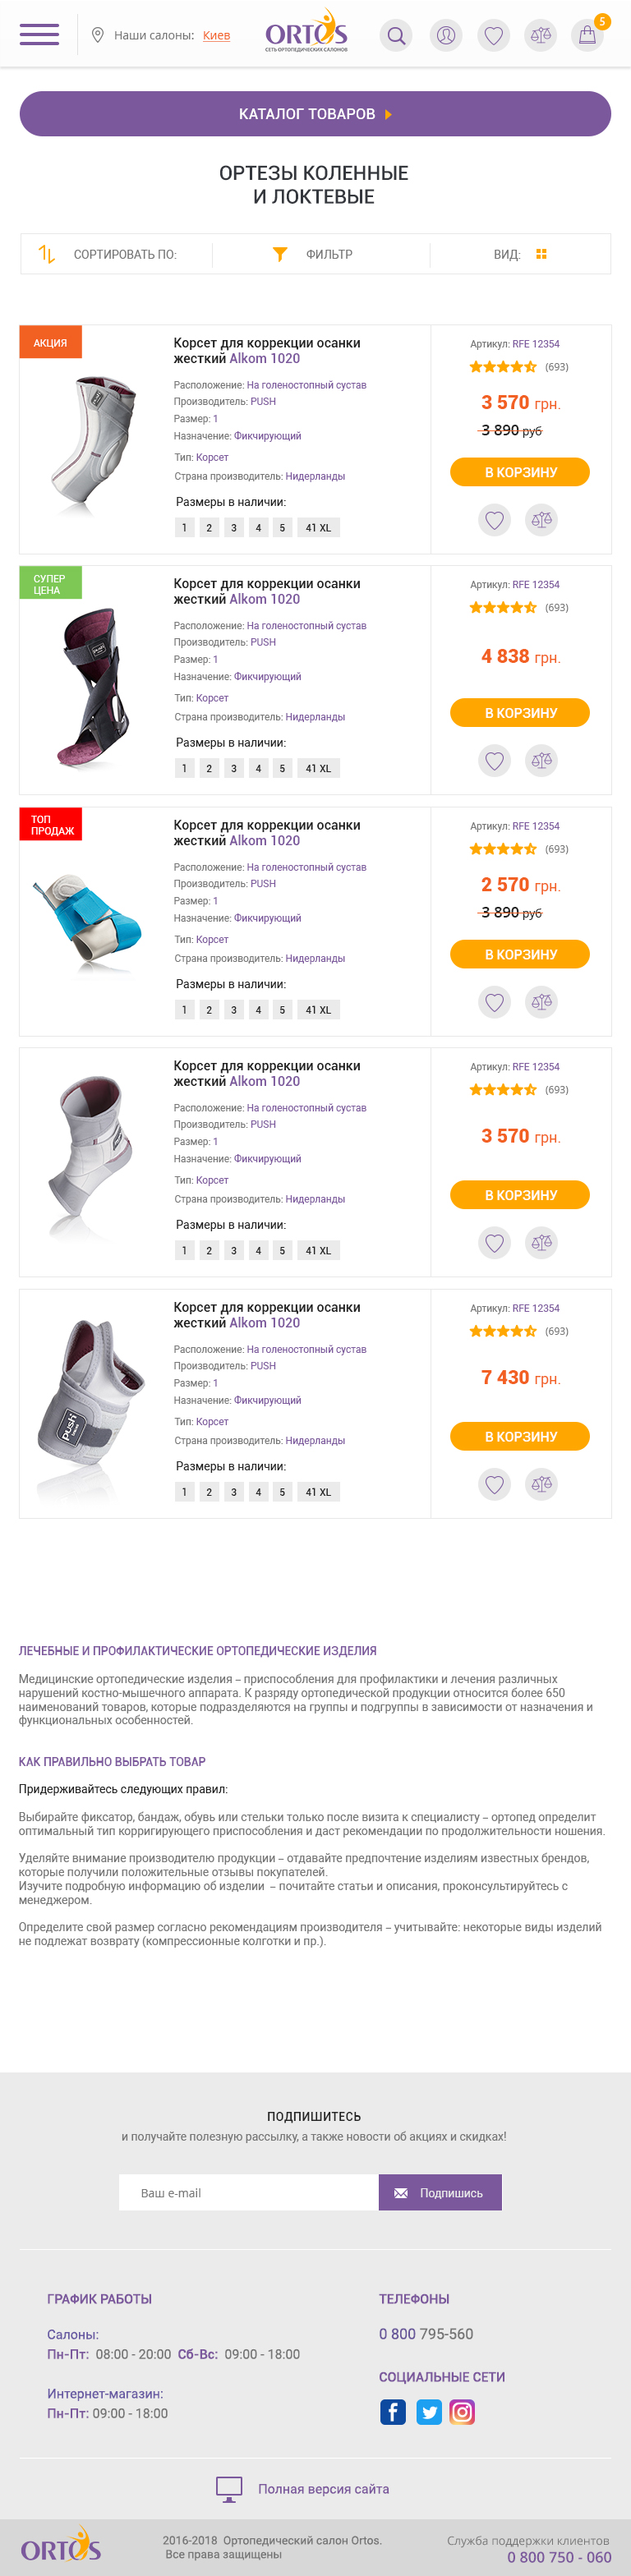 Наши салоны: Киев
ORTOS
СЕТЬ ОРТОПЕДИЧЕСКИХ САЛОНОВ
5
КАТАЛОГ ТОВАРОВ
ОРТЕЗЫ КОЛЕННЫЕ
И ЛОКТЕВЫЕ
СОРТИРОВАТЬ ПО:
ФИЛЬТР
ВИД:
АКЦИЯ
Корсет для коррекции осанки
жесткий Alkom 1020
Расположение: На голеностопный сустав
Производитель: PUSH
Размер: 1
Назначение: Фикчирующий
Тип: Корсет
Страна производитель: Нидерланды
Размеры в наличии:
1 2 3 4 5 41 XL
Артикул: RFE 12354
(693)
3 570 грн.
3 890 руб
В КОРЗИНУ
СУПЕР
ЦЕНА
Корсет для коррекции осанки
жесткий Alkom 1020
Расположение: На голеностопный сустав
Производитель: PUSH
Размер: 1
Назначение: Фикчирующий
Тип: Корсет
Страна производитель: Нидерланды
Размеры в наличии:
1 2 3 4 5 41 XL
push
Артикул: RFE 12354
(693)
4 838 грн.
В КОРЗИНУ
ТОП
ПРОДАЖ
Корсет для коррекции осанки
жесткий Alkom 1020
Расположение: На голеностопный сустав
Производитель: PUSH
Размер: 1
Назначение: Фикчирующий
Тип: Корсет
Страна производитель: Нидерланды
Размеры в наличии:
1 2 3 4 5 41 XL
Артикул: RFE 12354
(693)
2 570 грн.
3 890 руб
В КОРЗИНУ
Корсет для коррекции осанки
жесткий Alkom 1020
Расположение: На голеностопный сустав
Производитель: PUSH
Размер: 1
Назначение: Фикчирующий
Тип: Корсет
Страна производитель: Нидерланды
Размеры в наличии:
1 2 3 4 5 41 XL
Артикул: RFE 12354
(693)
3 570 грн.
В КОРЗИНУ
Корсет для коррекции осанки
жесткий Alkom 1020
Расположение: На голеностопный сустав
Производитель: PUSH
Размер: 1
Назначение: Фикчирующий
Тип: Корсет
Страна производитель: Нидерланды
Размеры в наличии:
1 2 3 4 5 41 XL
push
Артикул: RFE 12354
(693)
7 430 грн.
В КОРЗИНУ
ЛЕЧЕБНЫЕ И ПРОФИЛАКТИЧЕСКИЕ ОРТОПЕДИЧЕСКИЕ ИЗДЕЛИЯ
Медицинские ортопедические изделия – приспособления для профилактики и лечения различных
нарушений костно-мышечного аппарата. К разряду ортопедической продукции относится более 650
наименований товаров, которые подразделяются на группы и подгруппы в зависимости от назначения и
функциональных особенностей.
КАК ПРАВИЛЬНО ВЫБРАТЬ ТОВАР
Придерживайтесь следующих правил:
Выбирайте фиксатор, бандаж, обувь или стельки только после визита к специалисту – ортопед определит
оптимальный тип корригирующего приспособления и даст рекомендации по продолжительности ношения.
Уделяйте внимание производителю продукции – отдавайте предпочтение изделиям известных брендов,
которые получили положительные отзывы покупателей.
Изучите подробную информацию об изделии – почитайте статьи и описания, проконсультируйтесь с
менеджером.
Определите свой размер согласно рекомендациям производителя – учитывайте: некоторые виды изделий
не подлежат возврату (компрессионные колготки и пр.).
ПОДПИШИТЕСЬ
и получайте полезную рассылку, а также новости об акциях и скидках!
Ваш e-mail
Подпишись
ГРАФИК РАБОТЫ
Салоны:
Пн-Пт: 08:00 - 20:00 Сб-Вс: 09:00 - 18:00
Интернет-магазин:
Пн-Пт: 09:00 - 18:00
ТЕЛЕФОНЫ
0 800 795-560
СОЦИАЛЬНЫЕ СЕТИ
Полная версия сайта
ORTOS
2016-2018 Ортопедический салон Ortos.
Все права защищены
Служба поддержки клиентов
0 800 750 - 060